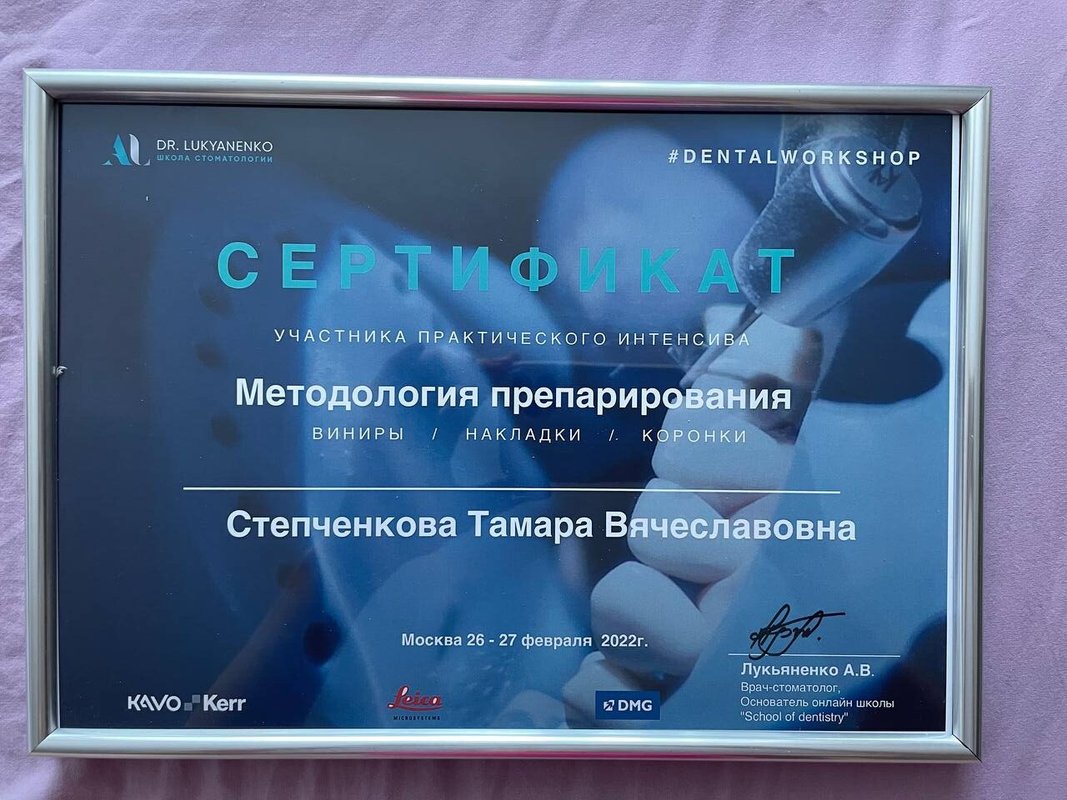 DR. LUKYANENKO
ШКОЛА СТОМАТОЛОГИИ
#DENTALWORKSHOP
СЕРТИФИКАТ
УЧАСТНИКА ПРАКТИЧЕСКОГО ИНТЕНСИВА
Методология препарирования
ВИНИРЫ / НАКЛАДКИ / КОРОНКИ
Степченкова Тамара Вячеславовна
Москва 26 - 27 февраля 2022г.
Лукьяненко А.В.
Врач-стоматолог,
Основатель онлайн школы
"School of dentistry"
KAVO Kerr
Leica
MICROSYSTEMS
DMG